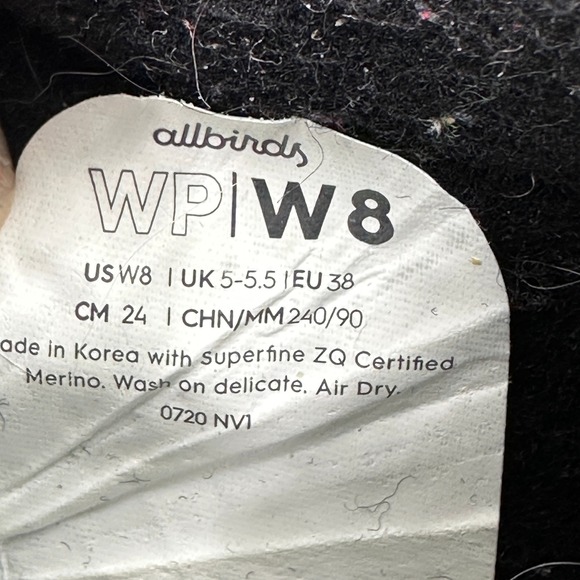 allbirds
WP|W8
US W8 | UK 5-5.5 | EU 38
CM 24 | CHN/MM 240/90
ade in Korea with Superfine ZQ Certified
Merino. Wash on delicate. Air Dry.
0720 NV1